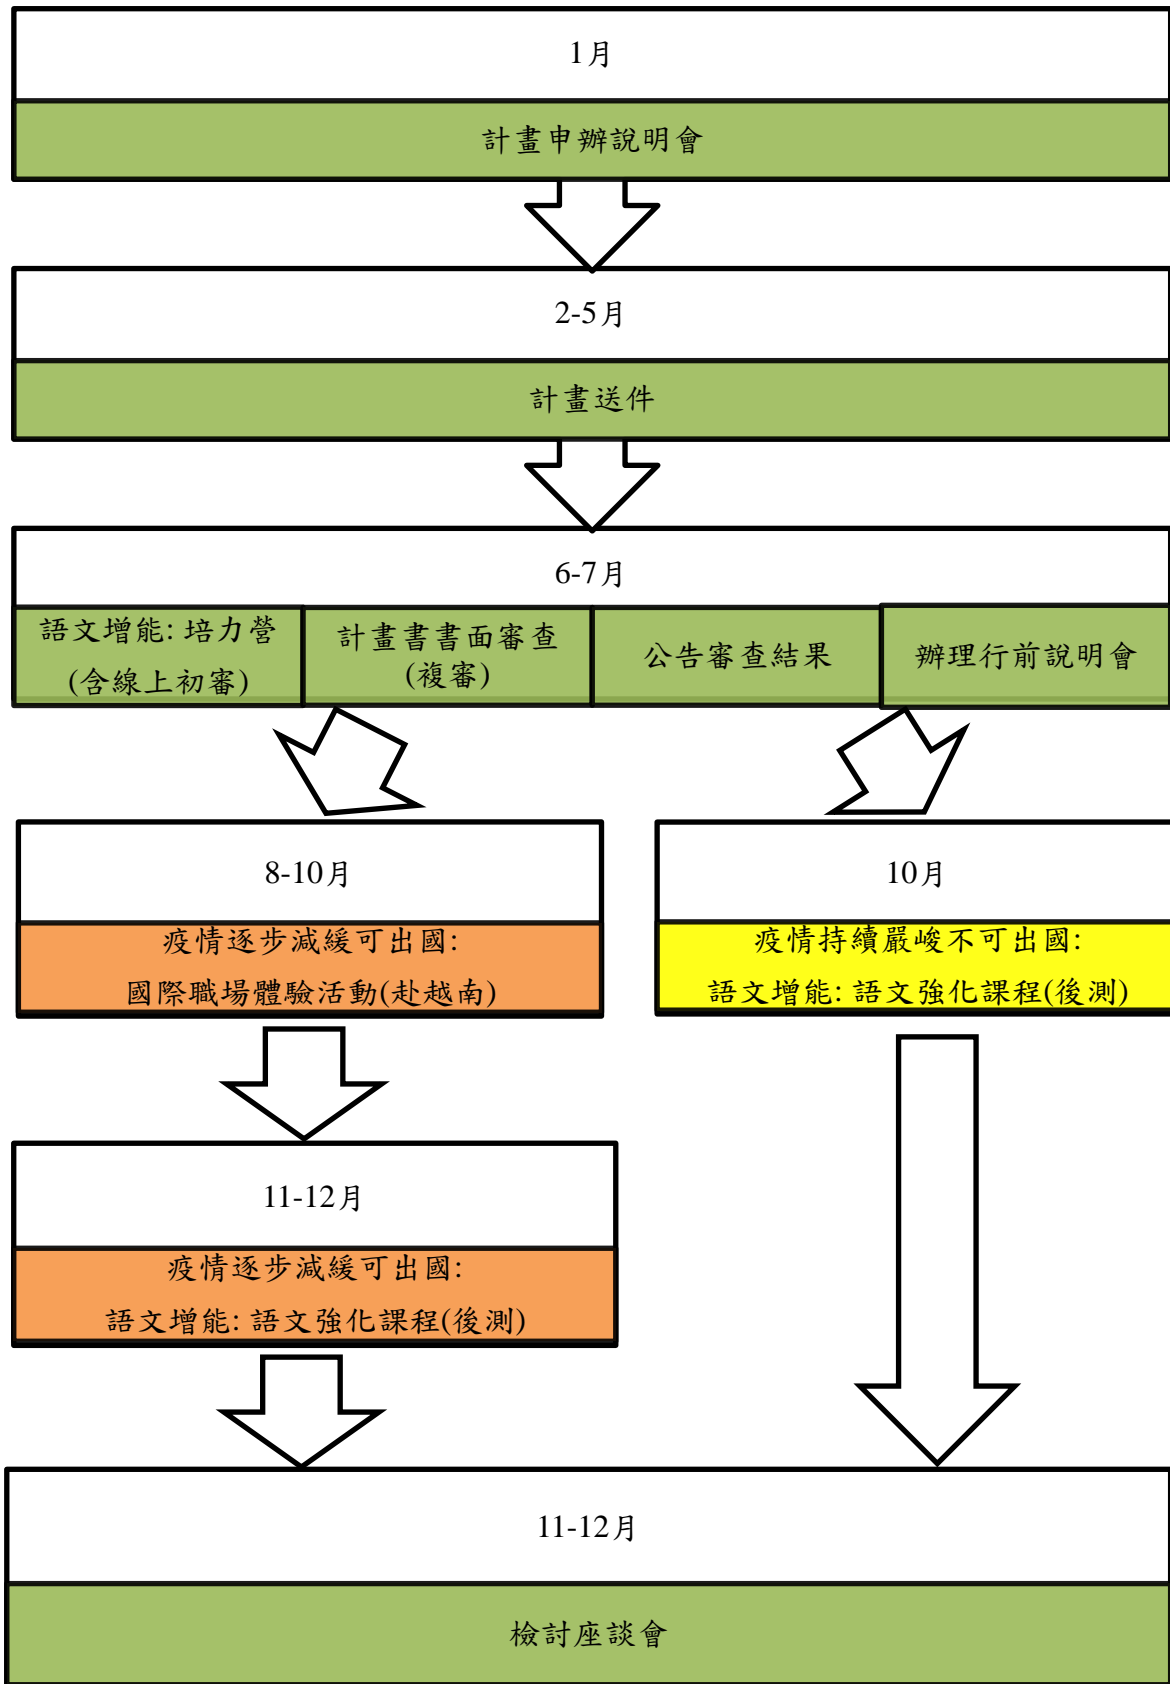 1月
計畫申辦說明會
2-5月
計畫送件
6-7月
語文增能: 培力營
(含線上初審)
計畫書書面審查
(複審)
公告審查結果
辦理行前說明會
8-10月
疫情逐步減緩可出國:
國際職場體驗活動(赴越南)
10月
疫情持續嚴峻不可出國:
語文增能: 語文強化課程(後測)
11-12月
疫情逐步減緩可出國:
語文增能: 語文強化課程(後測)
11-12月
檢討座談會